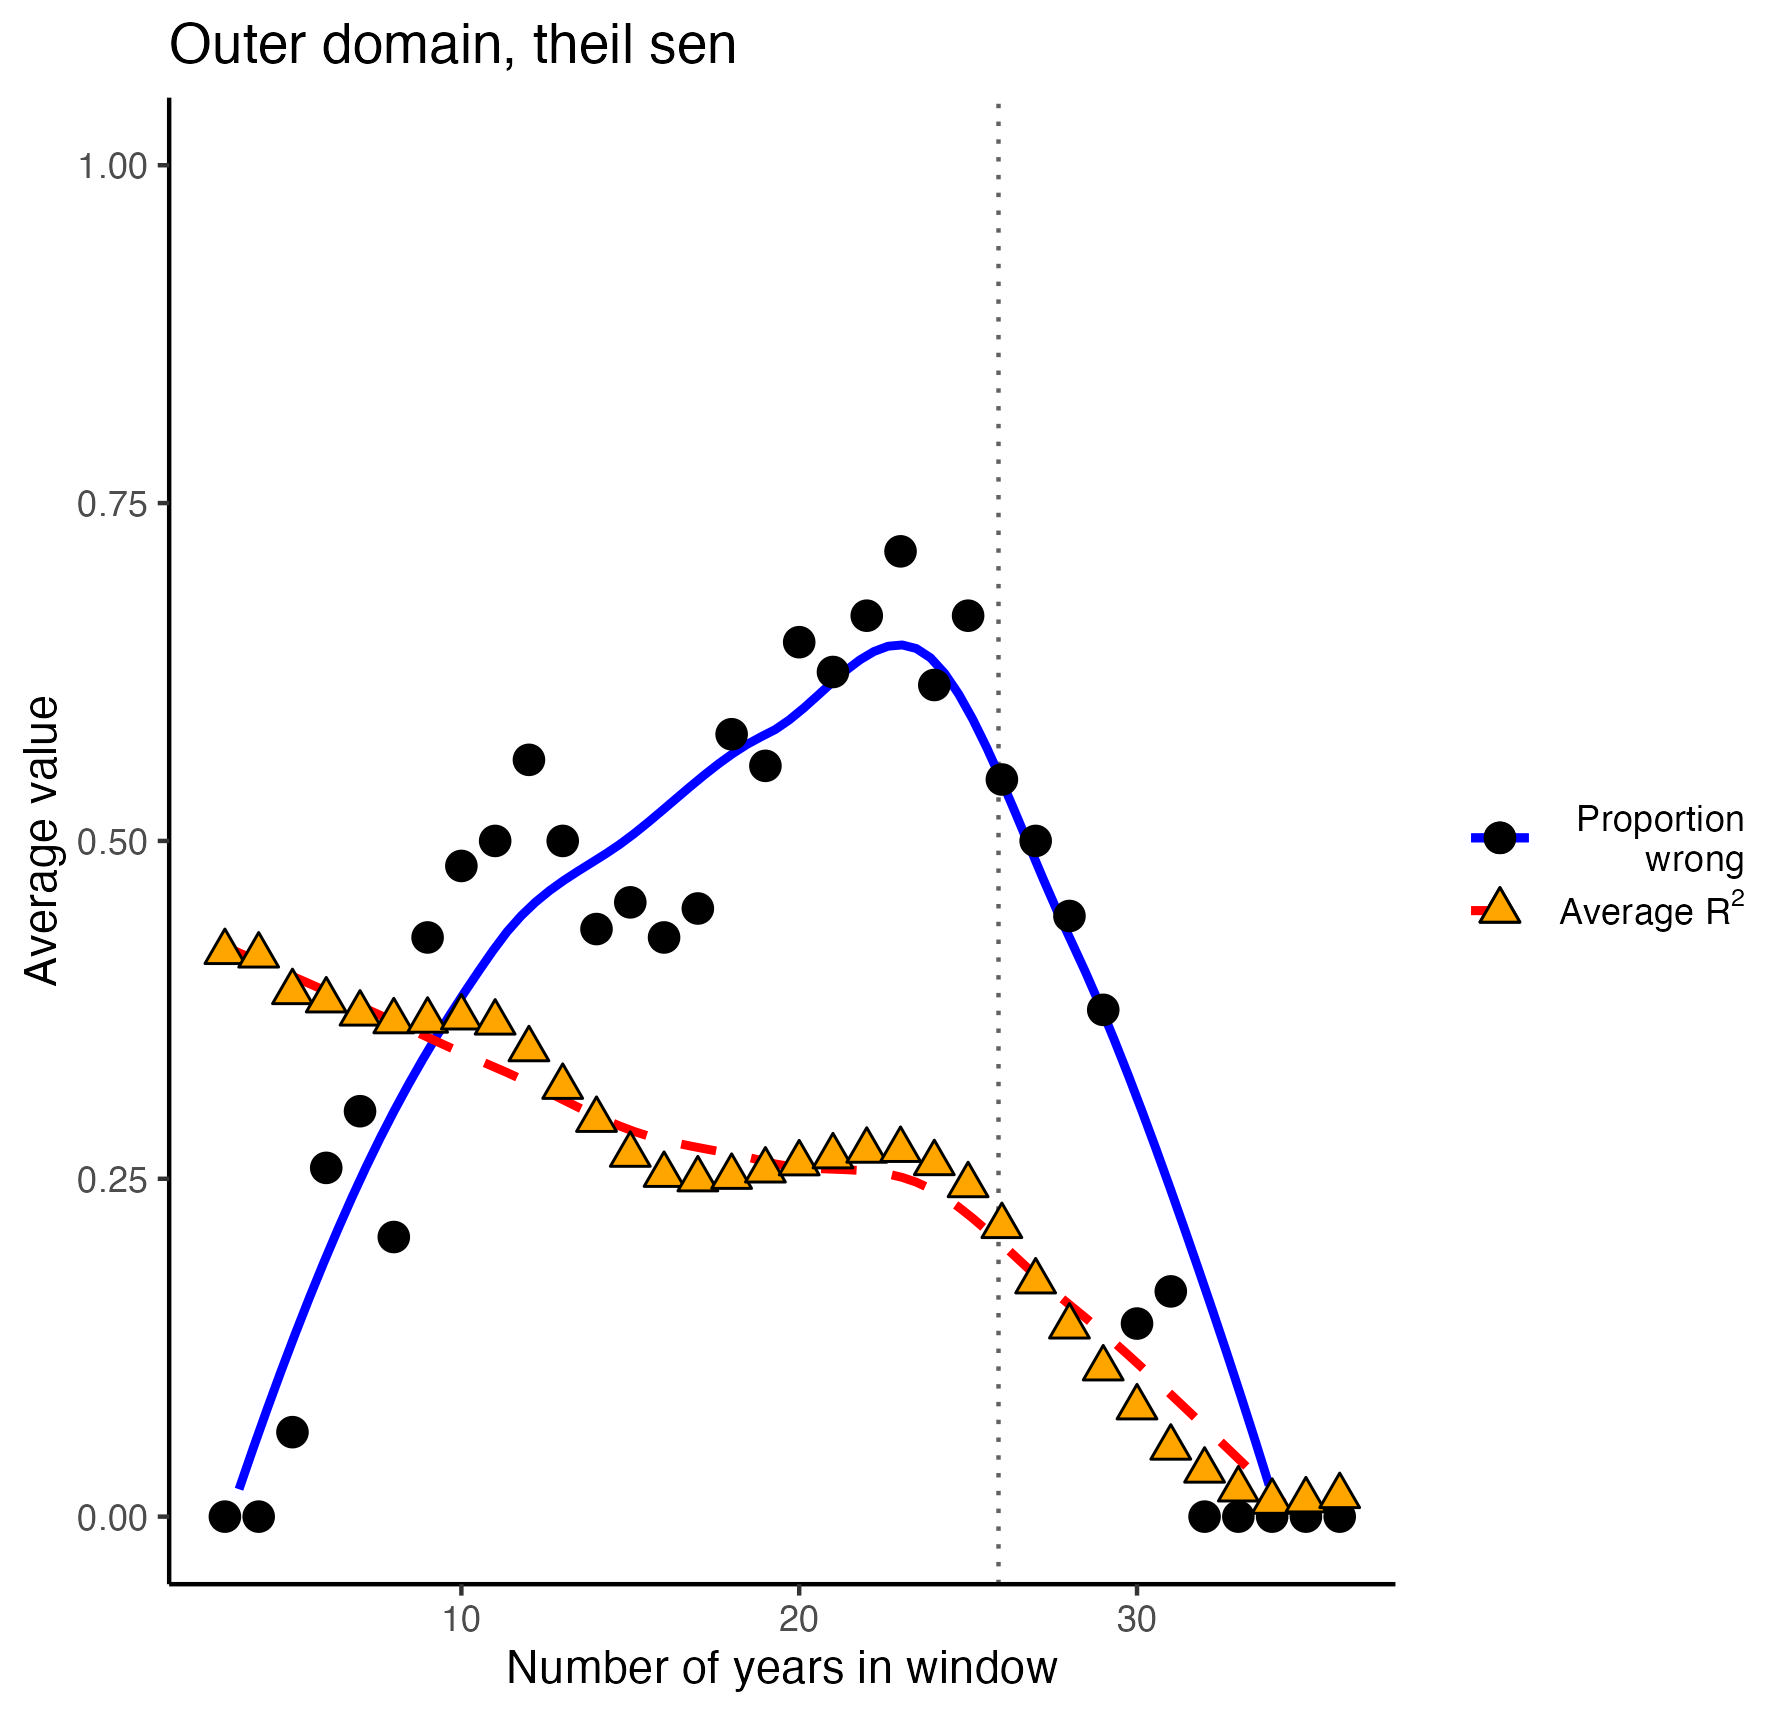 Outer domain, theil sen
1.00
0.75
0.50
0.25
0.00
Average value
10 20 30
Number of years in window
Proportion
wrong
Average R²